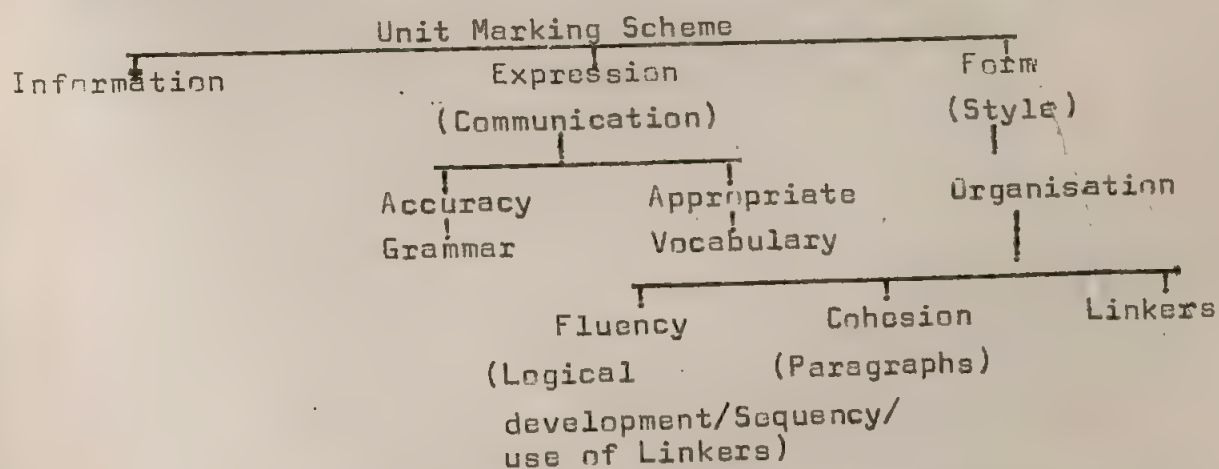 Unit Marking Scheme
Information Expression Form
(Communication) (Style)
Accuracy Appropriate Organisation
Grammar Vocabulary
Fluency Cohesion Linkers
(Logical (Paragraphs)
development/Sequency/
use of Linkers)